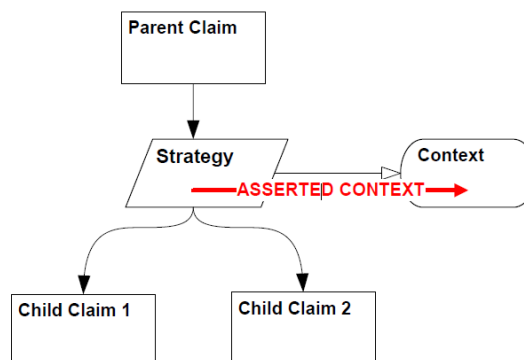 Parent Claim
Strategy
Context
ASSERTED CONTEXT
Child Claim 1
Child Claim 2